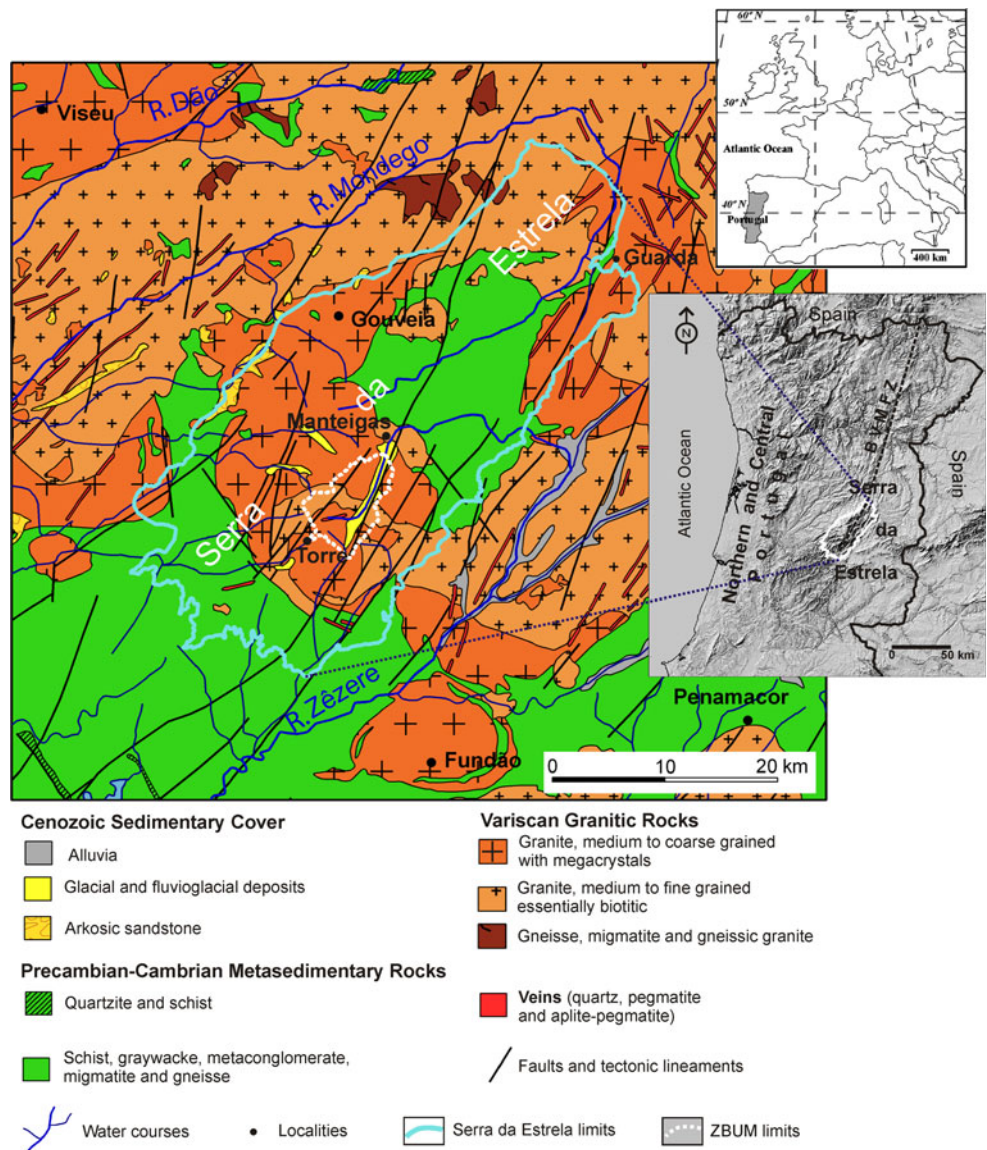 60° N
50° N
Atlantic Ocean
40° N
Portugal
400 km
Viseu
R. Dão
R. Mondego
Estrela
Guarda
Gouveia
da
Manteigas
Serra
Torre
R. Zêzere
Fundão
Penamacor
0 10 20 km
Spain
N
Atlantic Ocean
Northern and Central
Portugal
BVMFZ
Spain
Serra
da
Estrela
0 50 km
Cenozoic Sedimentary Cover
Alluvia
Glacial and fluvioglacial deposits
Arkosic sandstone
Precambian-Cambrian Metasedimentary Rocks
Quartzite and schist
Schist, graywacke, metaconglomerate,
migmatite and gneisse
Variscan Granitic Rocks
Granite, medium to coarse grained
with megacrystals
Granite, medium to fine grained
essentially biotitic
Gneisse, migmatite and gneissic granite
Veins (quartz, pegmatite
and aplite-pegmatite)
Faults and tectonic lineaments
Water courses
Localities
Serra da Estrela limits
ZBUM limits